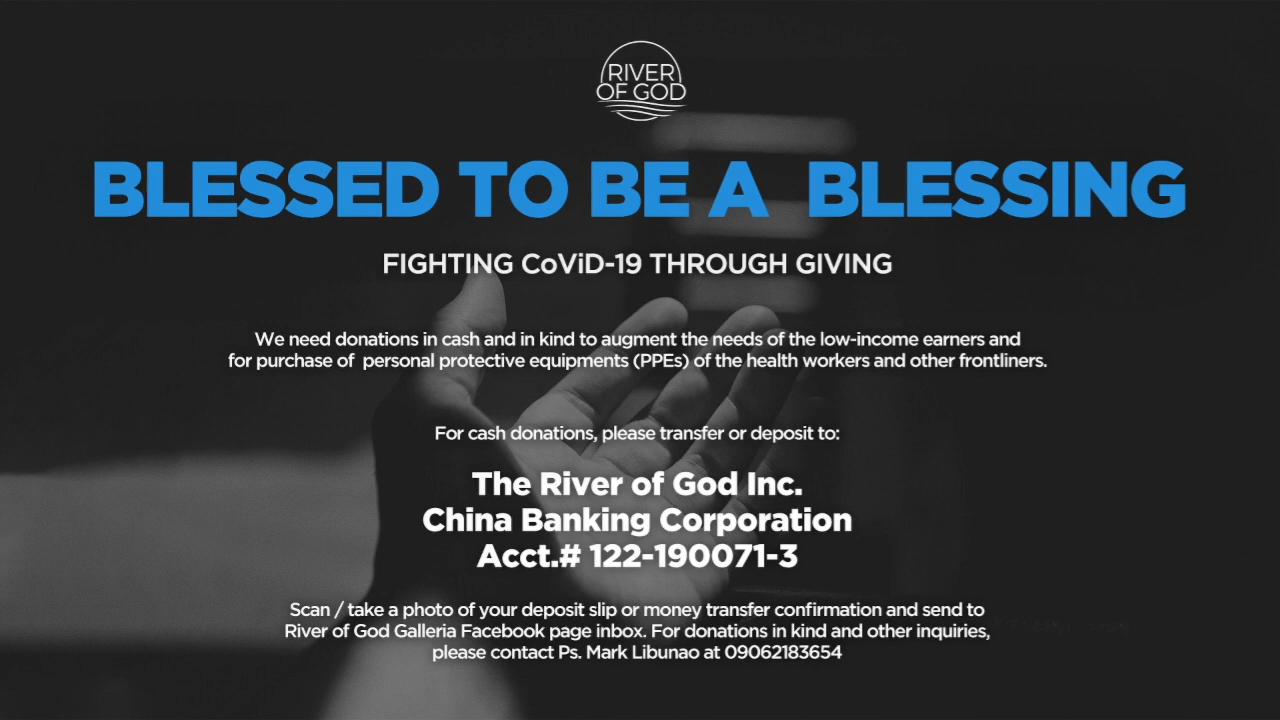 RIVER
OF GOD
BLESSED TO BE A BLESSING
FIGHTING CoViD-19 THROUGH GIVING
We need donations in cash and in kind to augment the needs of the low-income earners and
for purchase of personal protective equipments (PPEs) of the health workers and other frontliners.
For cash donations, please transfer or deposit to:
The River of God Inc.
China Banking Corporation
Acct.# 122-190071-3
Scan / take a photo of your deposit slip or money transfer confirmation and send to
River of God Galleria Facebook page inbox. For donations in kind and other inquiries,
please contact Ps. Mark Libunao at 09062183654